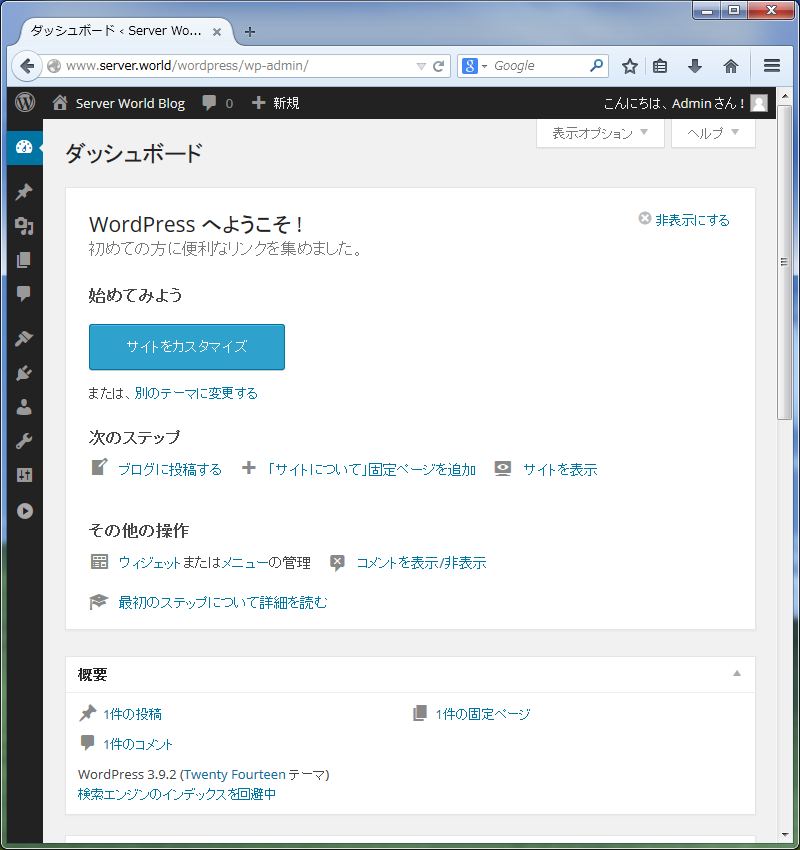 ダッシュボード ‹ Server Wo...
www.server.world/wordpress/wp-admin/
Google
Server World Blog 0 新規 こんにちは、Adminさん！
表示オプション ヘルプ
ダッシュボード
WordPress へようこそ！
非表示にする
初めての方に便利なリンクを集めました。
始めてみよう
サイトをカスタマイズ
または、別のテーマに変更する
次のステップ
ブログに投稿する 「サイトについて」固定ページを追加 サイトを表示
その他の操作
ウィジェットまたはメニューの管理 コメントを表示/非表示
最初のステップについて詳細を読む
概要
1件の投稿 1件の固定ページ
1件のコメント
WordPress 3.9.2 (Twenty Fourteen テーマ)
検索エンジンのインデックスを回避中